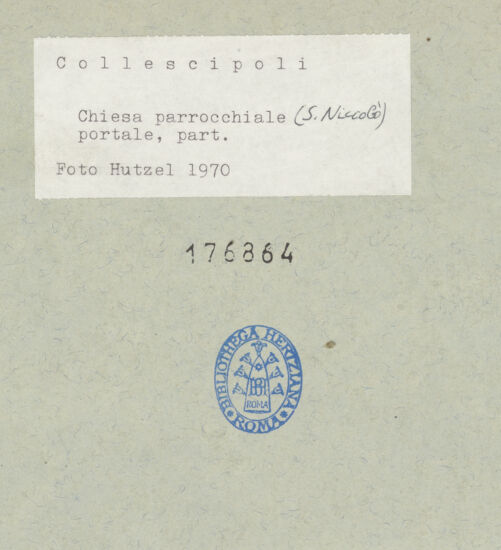 Collescipoli
Chiesa parrocchiale (S. Niccolò)
portale, part.
Foto Hutzel 1970
176864
BIBLIOTHECA HERTZIANA
ROMA
ROMA